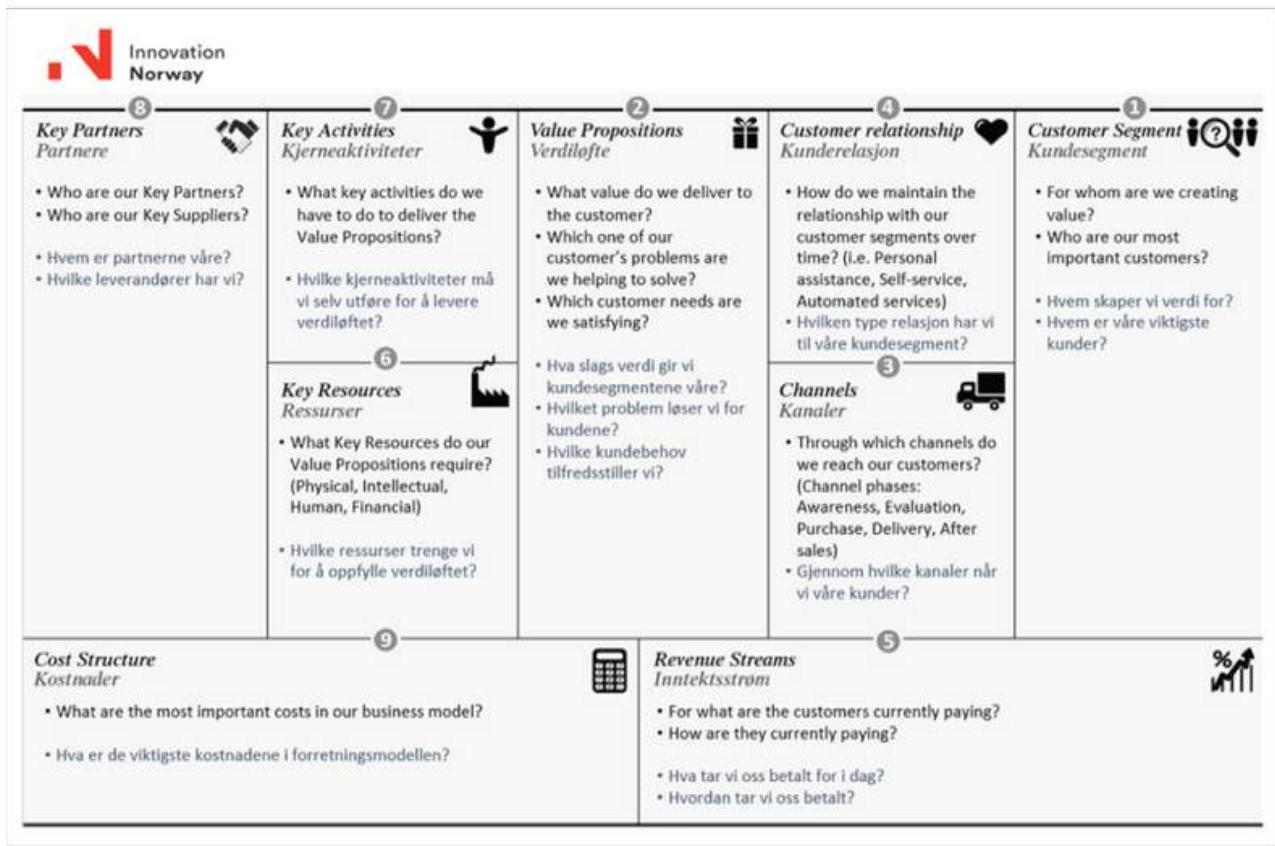 Innovation
Norway
8
Key Partners
Partnere
• Who are our Key Partners?
• Who are our Key Suppliers?
• Hvem er partnerne våre?
• Hvilke leverandører har vi?
7
Key Activities
Kjerneaktiviteter
• What key activities do we
have to do to deliver the
Value Propositions?
• Hvilke kjerneaktiviteter må
vi selv utføre for å levere
verdiløftet?
6
Key Resources
Ressurser
• What Key Resources do our
Value Propositions require?
(Physical, Intellectual,
Human, Financial)
• Hvilke ressurser trenge vi
for å oppfylle verdiløftet?
2
Value Propositions
Verdiløfte
• What value do we deliver to
the customer?
• Which one of our
customer's problems are
we helping to solve?
• Which customer needs are
we satisfying?
• Hva slags verdi gir vi
kundesegmentene våre?
• Hvilket problem løser vi for
kundene?
• Hvilke kundebehov
tilfredsstiller vi?
4
Customer relationship
Kunderelasjon
• How do we maintain the
relationship with our
customer segments over
time? (i.e. Personal
assistance, Self-service,
Automated services)
• Hvilken type relasjon har vi
til våre kundesegment?
3
Channels
Kanaler
• Through which channels do
we reach our customers?
(Channel phases:
Awareness, Evaluation,
Purchase, Delivery, After
sales)
• Gjennom hvilke kanaler når
vi våre kunder?
1
Customer Segment
?
Kundesegment
• For whom are we creating
value?
• Who are our most
important customers?
• Hvem skaper vi verdi for?
• Hvem er våre viktigste
kunder?
9
Cost Structure
Kostnader
• What are the most important costs in our business model?
• Hva er de viktigste kostnadene i forretningsmodellen?
5
Revenue Streams
%
Inntektsstrøm
• For what are the customers currently paying?
• How are they currently paying?
• Hva tar vi oss betalt for i dag?
• Hvordan tar vi oss betalt?